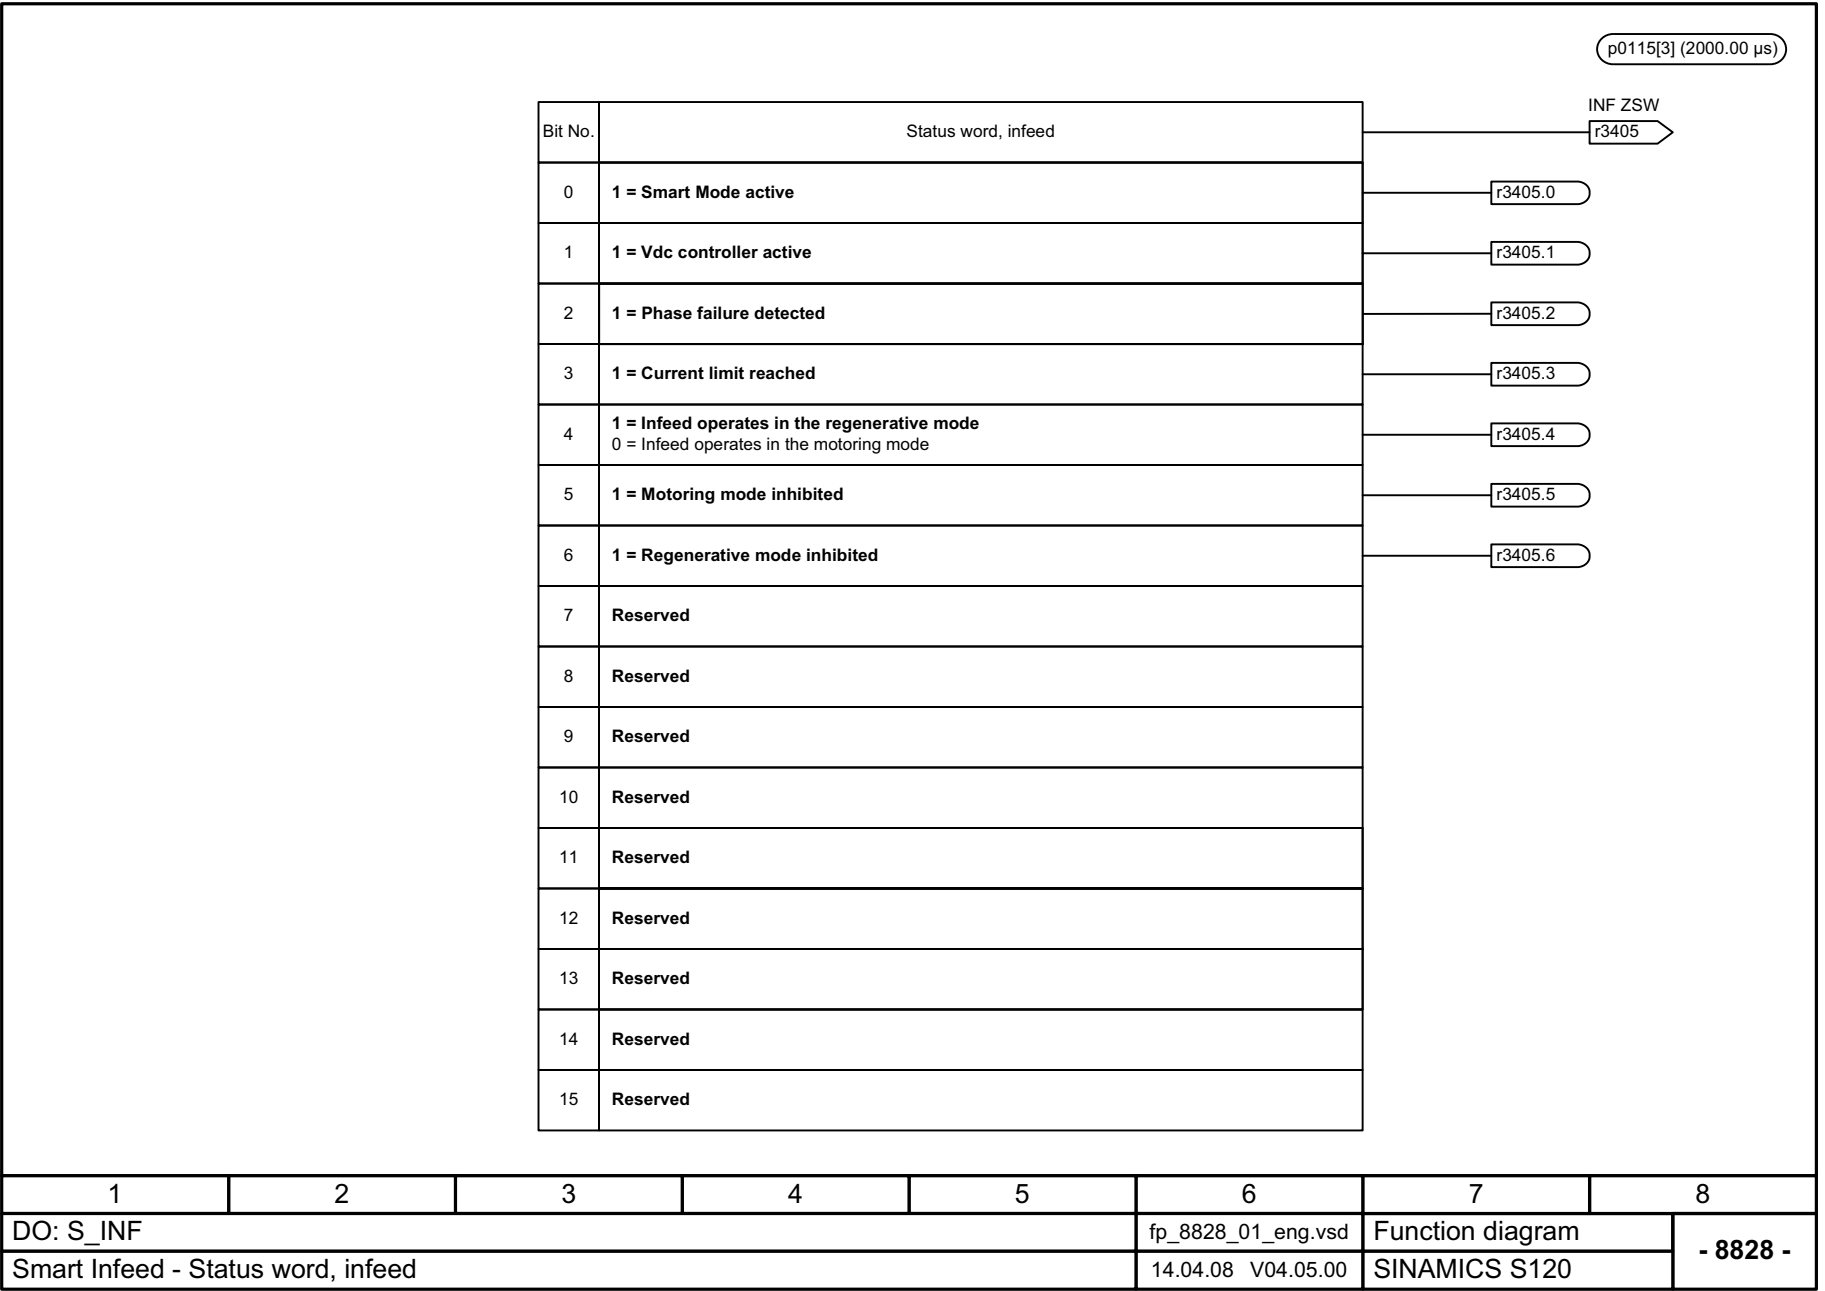 p0115[3] (2000.00 µs)
INF ZSW
Bit No. Status word, infeed r3405
0 1 = Smart Mode active r3405.0
1 1 = Vdc controller active r3405.1
2 1 = Phase failure detected r3405.2
3 1 = Current limit reached r3405.3
4 1 = Infeed operates in the regenerative mode
0 = Infeed operates in the motoring mode r3405.4
5 1 = Motoring mode inhibited r3405.5
6 1 = Regenerative mode inhibited r3405.6
7 Reserved
8 Reserved
9 Reserved
10 Reserved
11 Reserved
12 Reserved
13 Reserved
14 Reserved
15 Reserved
1 2 3 4 5 6 7 8
DO: S_INF fp_8828_01_eng.vsd Function diagram
- 8828 -
Smart Infeed - Status word, infeed 14.04.08 V04.05.00 SINAMICS S120